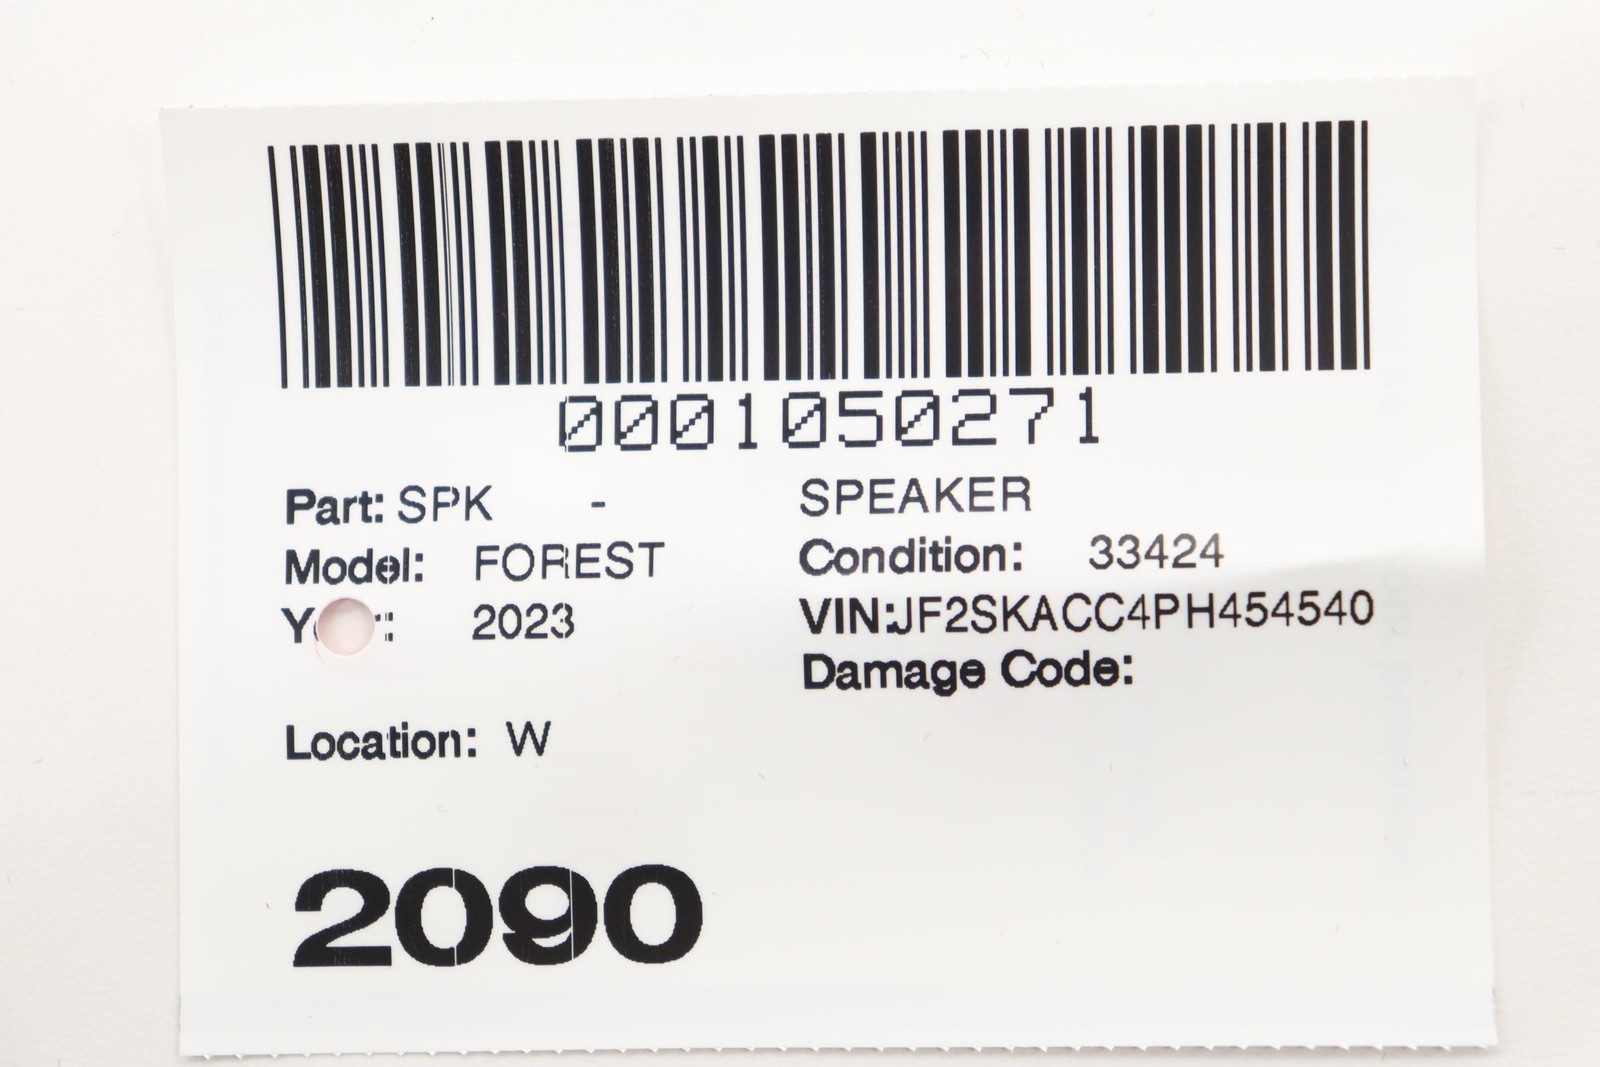 0001050271
Part: SPK - SPEAKER
Model: FOREST Condition: 33424
2023 VIN:JF2SKACC4PH454540
Damage Code:
Location: W
2090